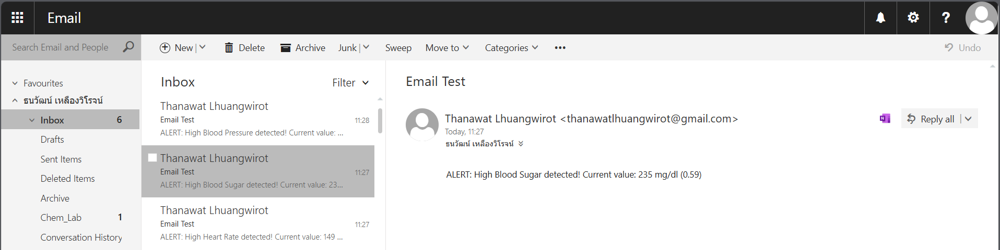 Email
Search Email and People
New
Delete
Archive
Junk
Sweep
Move to
Categories
Undo
Favourites
ธนวัฒน์ เหลืองวิโรจน์
Inbox 6
Drafts
Sent Items
Deleted Items
Archive
Chem_Lab 1
Conversation History
Inbox
Filter
Thanawat Lhuangwirot
Email Test 11:28
ALERT: High Blood Pressure detected! Current value: ...
Thanawat Lhuangwirot
Email Test 11:27
ALERT: High Blood Sugar detected! Current value: 23...
Thanawat Lhuangwirot
Email Test 11:27
ALERT: High Heart Rate detected! Current value: 149 ...
Email Test
Thanawat Lhuangwirot <thanawatlhuangwirot@gmail.com>
Today, 11:27
ธนวัฒน์ เหลืองวิโรจน์
Reply all
ALERT: High Blood Sugar detected! Current value: 235 mg/dl (0.59)